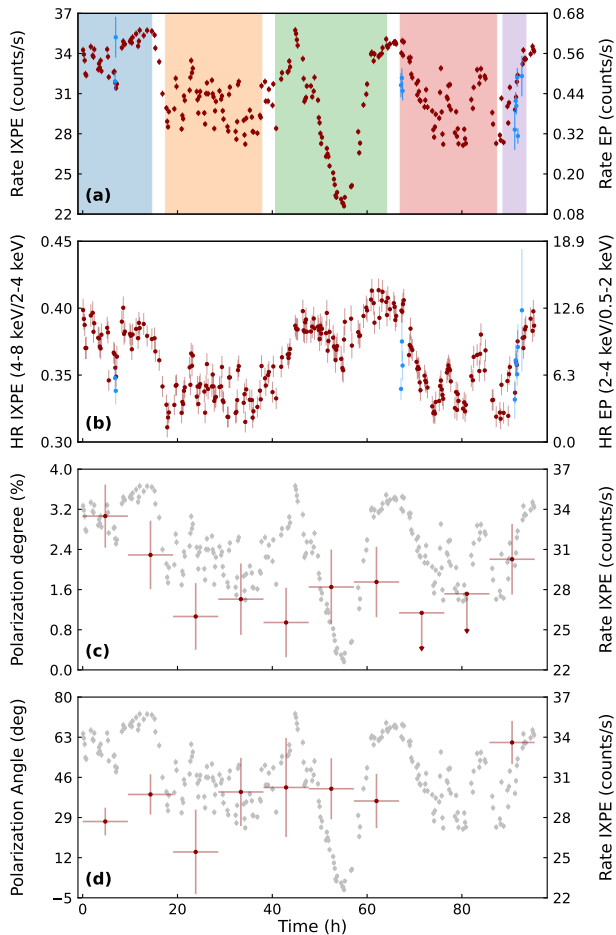 37 0.68
34 0.56
31 0.44
28 0.32
25 0.20
22 0.08
Rate IXPE (counts/s)
Rate EP (counts/s)
(a)
0.45 18.9
0.40 12.6
0.35 6.3
0.30 0.0
HR IXPE (4-8 keV/2-4 keV)
HR EP (2-4 keV/0.5-2 keV)
(b)
4.0 37
3.2 34
2.4 31
1.6 28
0.8 25
0.0 22
Polarization degree (%)
Rate IXPE (counts/s)
(c)
80 37
63 34
46 31
29 28
12 25
−5 22
Polarization Angle (deg)
Rate IXPE (counts/s)
(d)
0 20 40 60 80
Time (h)